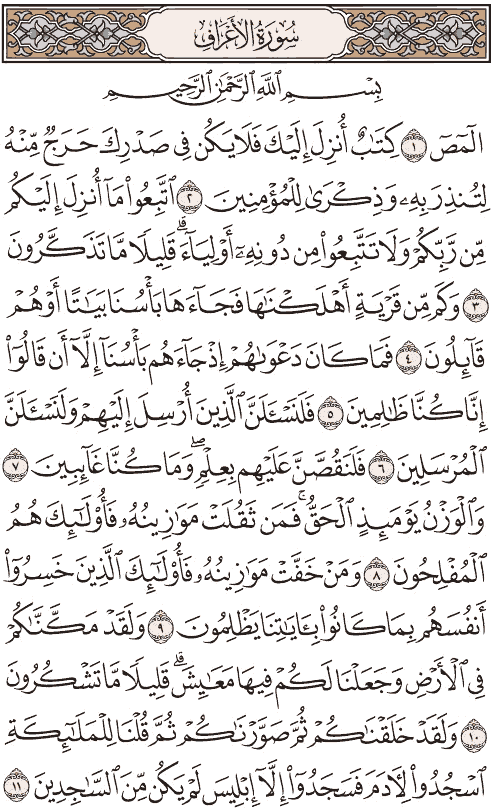 سُورَةُ الأَعْرَافِ
بِسْمِ ٱللَّهِ ٱلرَّحْمَٰنِ ٱلرَّحِيمِ
الٓمٓصٓ ١ كِتَٰبٌ أُنزِلَ إِلَيْكَ فَلَا يَكُن فِى صَدْرِكَ حَرَجٌ مِّنْهُ
لِتُنذِرَ بِهِۦ وَذِكْرَىٰ لِلْمُؤْمِنِينَ ٢ ٱتَّبِعُوا۟ مَآ أُنزِلَ إِلَيْكُم
مِّن رَّبِّكُمْ وَلَا تَتَّبِعُوا۟ مِن دُونِهِۦٓ أَوْلِيَآءَ ۗ قَلِيلًا مَّا تَذَكَّرُونَ
٣ وَكَم مِّن قَرْيَةٍ أَهْلَكْنَٰهَا فَجَآءَهَا بَأْسُنَا بَيَٰتًا أَوْ هُمْ
قَآئِلُونَ ٤ فَمَا كَانَ دَعْوَىٰهُمْ إِذْ جَآءَهُم بَأْسُنَآ إِلَّآ أَن قَالُوٓا۟
إِنَّا كُنَّا ظَٰلِمِينَ ٥ فَلَنَسْـَٔلَنَّ ٱلَّذِينَ أُرْسِلَ إِلَيْهِمْ وَلَنَسْـَٔلَنَّ
ٱلْمُرْسَلِينَ ٦ فَلَنَقُصَّنَّ عَلَيْهِم بِعِلْمٍ ۖ وَمَا كُنَّا غَآئِبِينَ ٧
وَٱلْوَزْنُ يَوْمَئِذٍ ٱلْحَقُّ ۚ فَمَن ثَقُلَتْ مَوَٰزِينُهُۥ فَأُو۟لَٰٓئِكَ هُمُ
ٱلْمُفْلِحُونَ ٨ وَمَنْ خَفَّتْ مَوَٰزِينُهُۥ فَأُو۟لَٰٓئِكَ ٱلَّذِينَ خَسِرُوٓا۟
أَنفُسَهُم بِمَا كَانُوا۟ بِـَٔايَٰتِنَا يَظْلِمُونَ ٩ وَلَقَدْ مَكَّنَّٰكُمْ
فِى ٱلْأَرْضِ وَجَعَلْنَا لَكُمْ فِيهَا مَعَٰيِشَ ۗ قَلِيلًا مَّا تَشْكُرُونَ
١٠ وَلَقَدْ خَلَقْنَٰكُمْ ثُمَّ صَوَّرْنَٰكُمْ ثُمَّ قُلْنَا لِلْمَلَٰٓئِكَةِ
ٱسْجُدُوا۟ لِءَادَمَ فَسَجَدُوٓا۟ إِلَّآ إِبْلِيسَ لَمْ يَكُن مِّنَ ٱلسَّٰجِدِينَ ١١